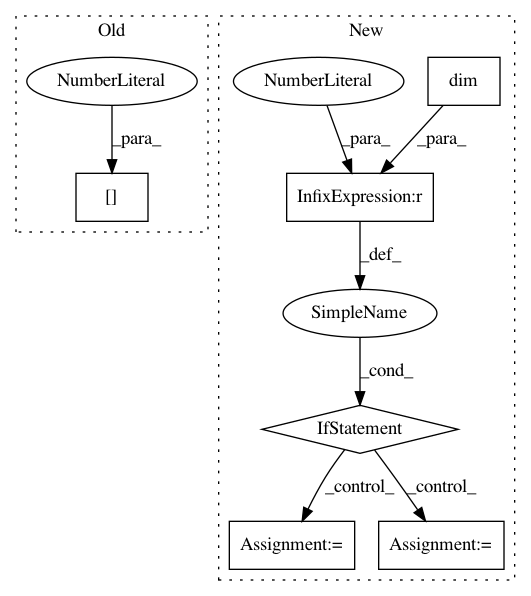 Old
New
NumberLiteral
NumberLiteral
dim
_para_
_para_
_para_
[]
InfixExpression:r
_def_
SimpleName
_cond_
IfStatement
_control_
_control_
Assignment:=
Assignment:=